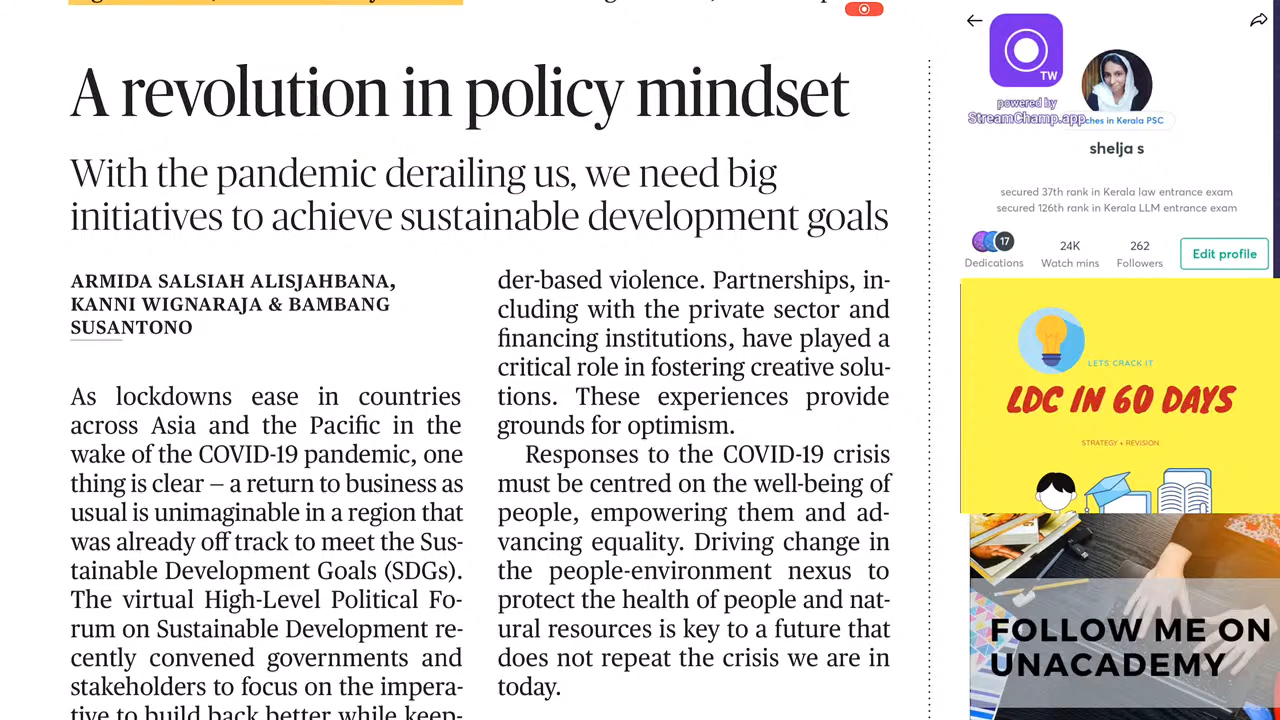 A revolution in policy mindset
With the pandemic derailing us, we need big
initiatives to achieve sustainable development goals
ARMIDA SALSIAH ALISJAHBANA,
KANNI WIGNARAJA & BAMBANG
SUSANTONO
As lockdowns ease in countries
across Asia and the Pacific in the
wake of the COVID-19 pandemic, one
thing is clear – a return to business as
usual is unimaginable in a region that
was already off track to meet the Sus-
tainable Development Goals (SDGs).
The virtual High-Level Political Fo-
rum on Sustainable Development re-
cently convened governments and
stakeholders to focus on the impera-
tive to build back better while keep-
der-based violence. Partnerships, in-
cluding with the private sector and
financing institutions, have played a
critical role in fostering creative solu-
tions. These experiences provide
grounds for optimism.
Responses to the COVID-19 crisis
must be centred on the well-being of
people, empowering them and ad-
vancing equality. Driving change in
the people-environment nexus to
protect the health of people and nat-
ural resources is key to a future that
does not repeat the crisis we are in
today.
TW
powered by
StreamChamp.app
ches in Kerala PSC
shelja s
secured 37th rank in Kerala law entrance exam
secured 126th rank in Kerala LLM entrance exam
17
24K
262
Dedications
Watch mins
Followers
Edit profile
LETS CRACK IT
LDC IN 60 DAYS
STRATEGY + REVISION
FOLLOW ME ON
UNACADEMY